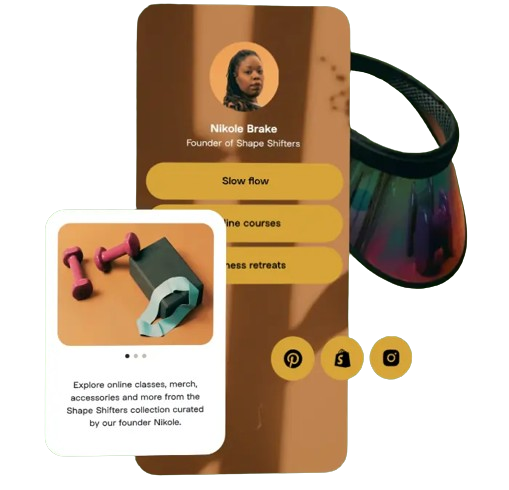 Nikole Brake
Founder of Shape Shifters
Slow flow
line courses
ness retreats
Explore online classes, merch,
accessories and more from the
Shape Shifters collection curated
by our founder Nikole.